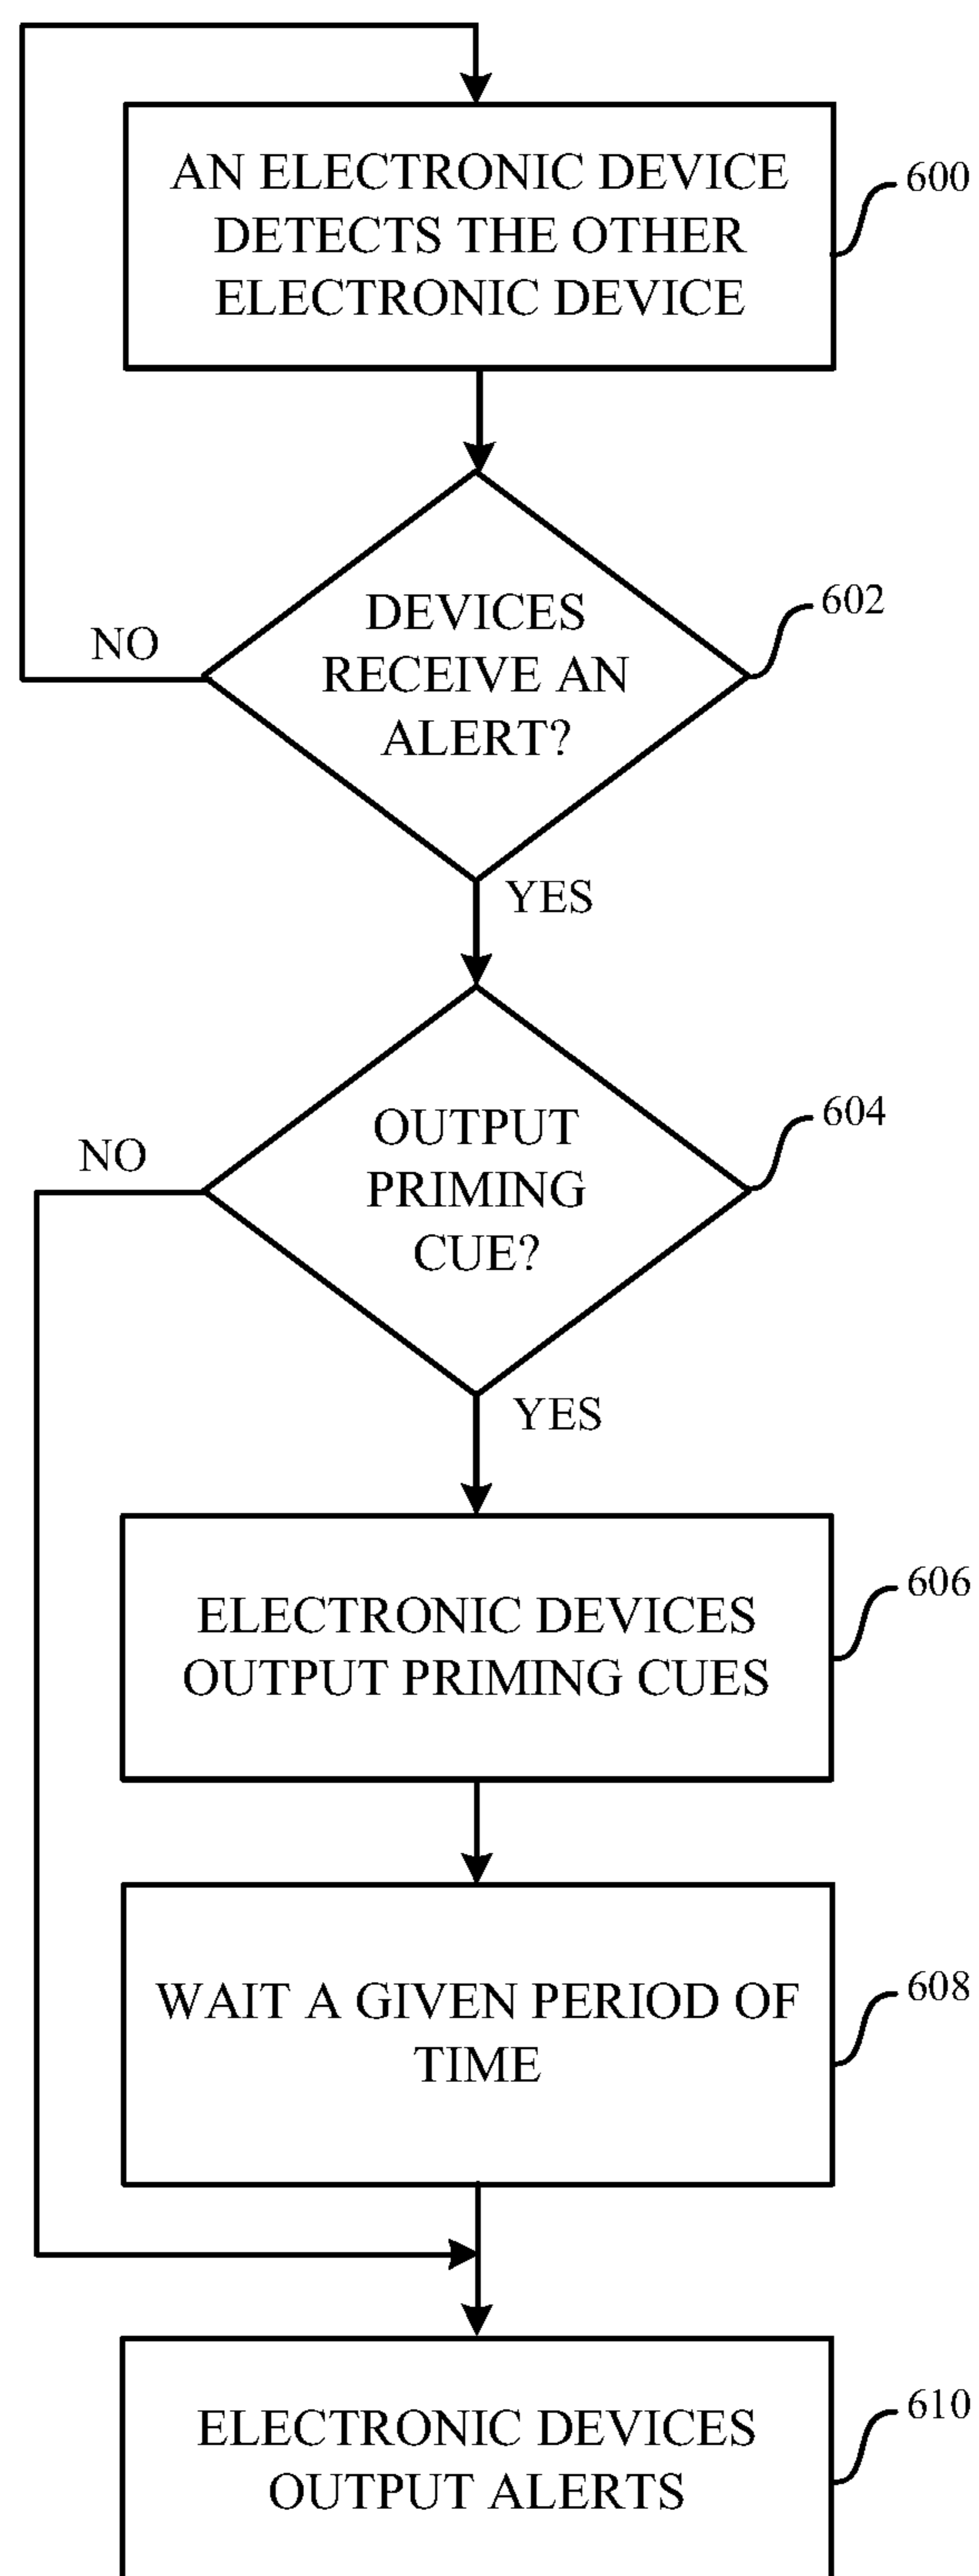 AN ELECTRONIC DEVICE
DETECTS THE OTHER
ELECTRONIC DEVICE
600
DEVICES
RECEIVE AN
ALERT?
602
NO
YES
OUTPUT
PRIMING
CUE?
604
NO
YES
ELECTRONIC DEVICES
OUTPUT PRIMING CUES
606
WAIT A GIVEN PERIOD OF
TIME
608
ELECTRONIC DEVICES
OUTPUT ALERTS
610